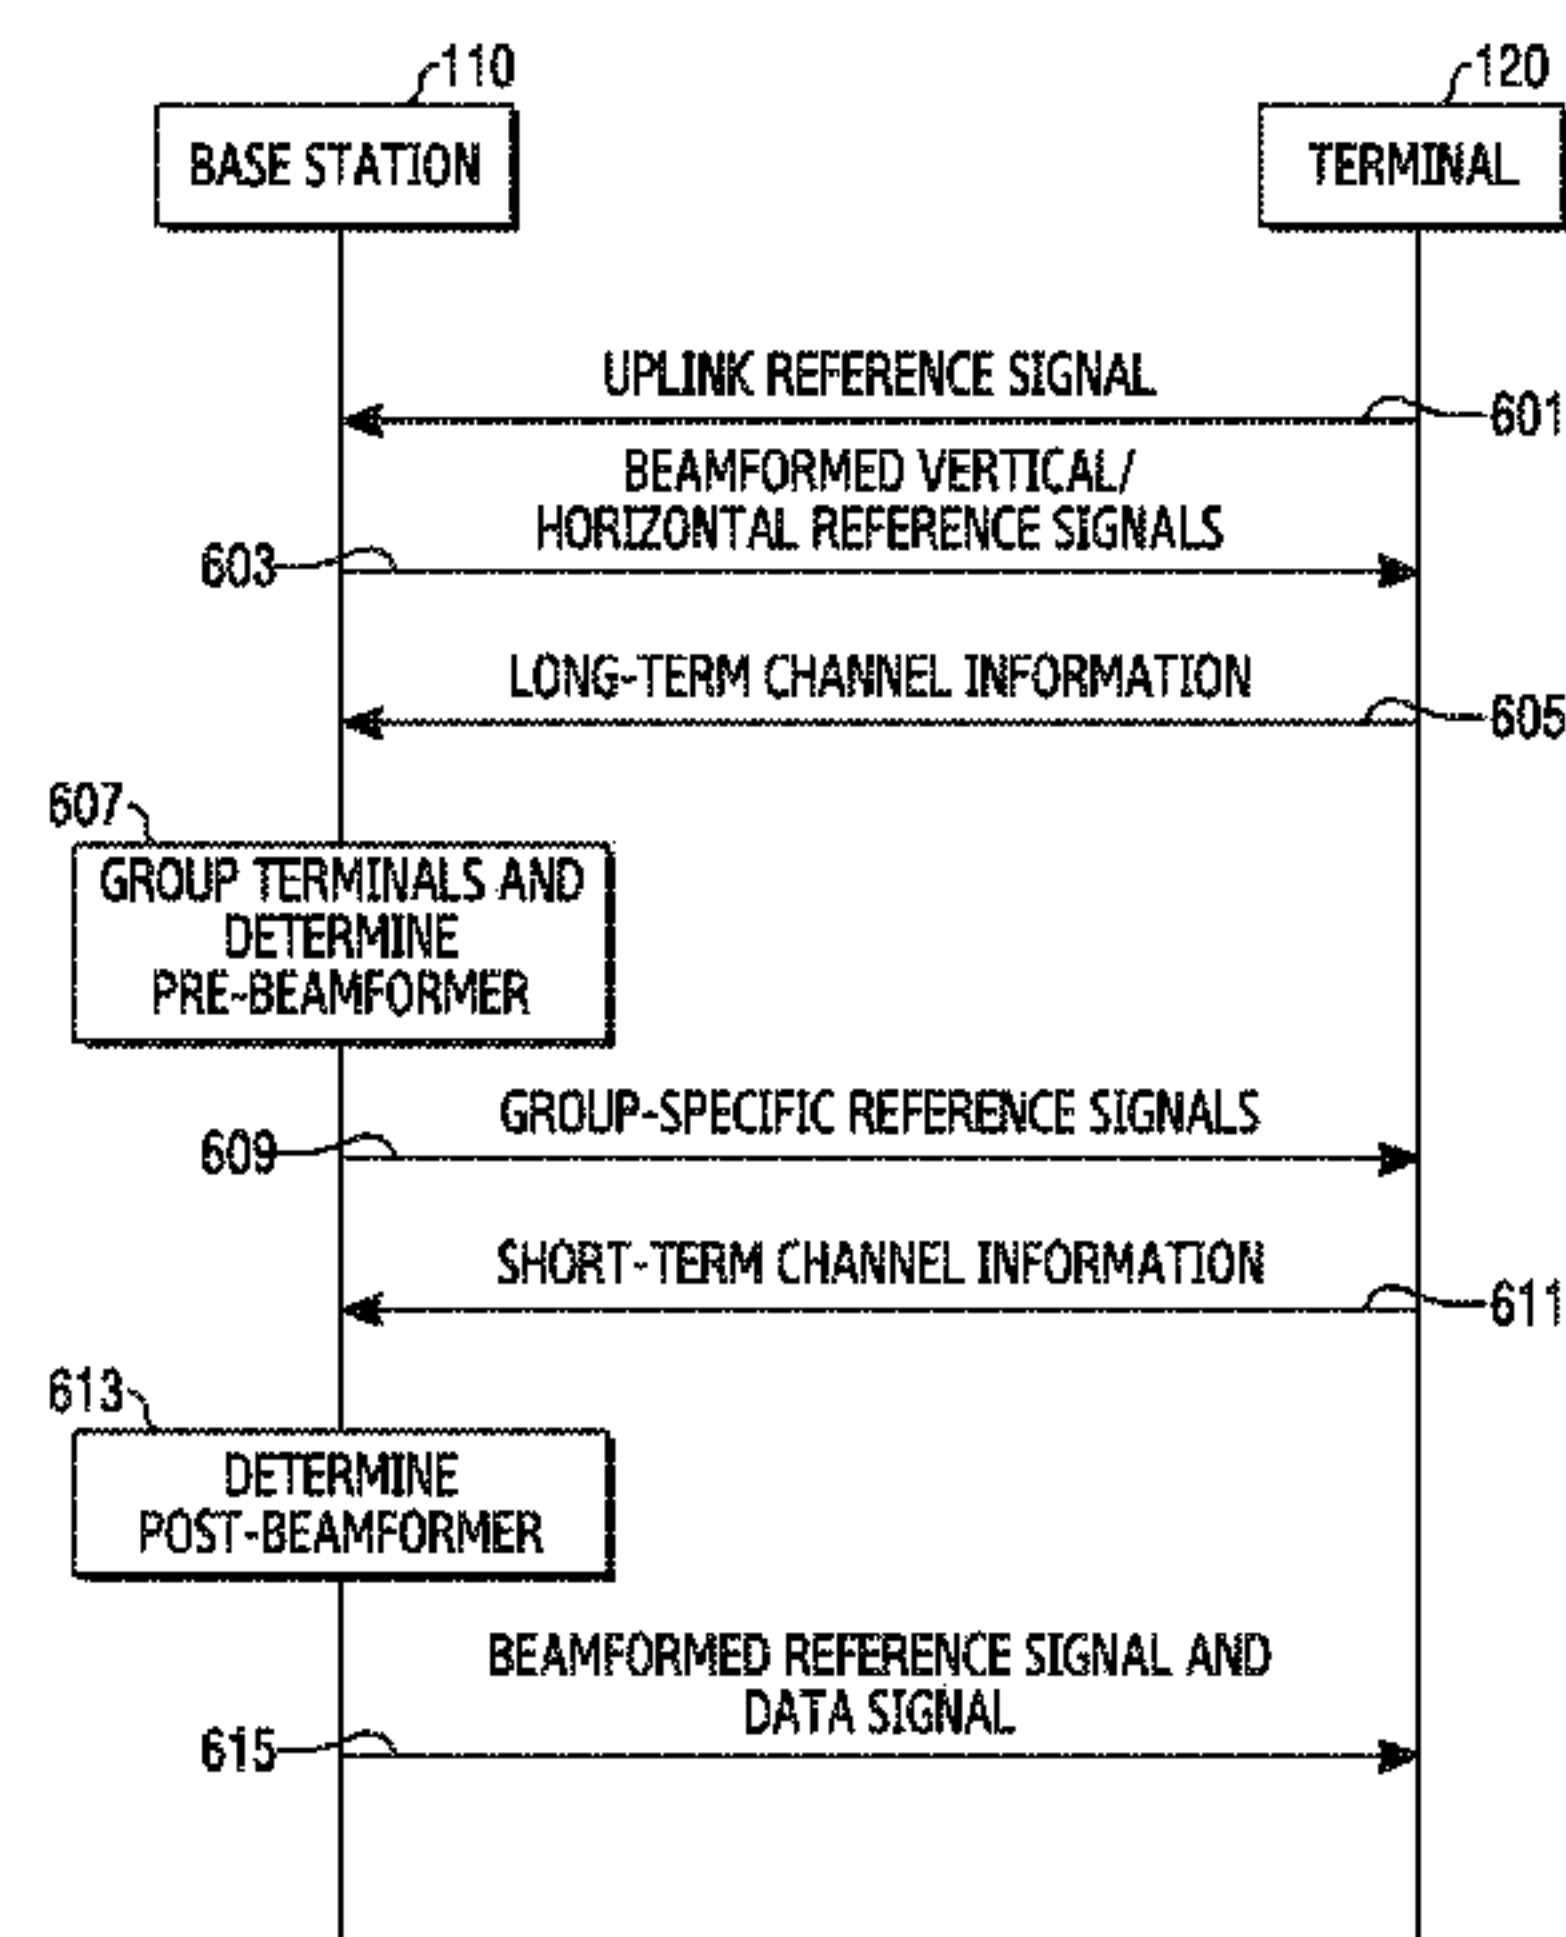 110
120
BASE STATION
TERMINAL
UPLINK REFERENCE SIGNAL
601
BEAMFORMED VERTICAL/
HORIZONTAL REFERENCE SIGNALS
603
LONG-TERM CHANNEL INFORMATION
605
607
GROUP TERMINALS AND
DETERMINE
PRE-BEAMFORMER
GROUP-SPECIFIC REFERENCE SIGNALS
609
SHORT-TERM CHANNEL INFORMATION
611
613
DETERMINE
POST-BEAMFORMER
BEAMFORMED REFERENCE SIGNAL AND
DATA SIGNAL
615